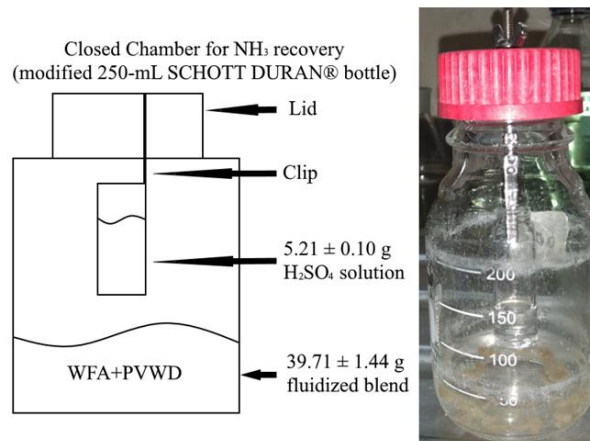 Closed Chamber for NH₃ recovery
(modified 250-mL SCHOTT DURAN® bottle)
Lid
Clip
5.21 ± 0.10 g
H₂SO₄ solution
39.71 ± 1.44 g
fluidized blend
WFA+PVWD
200
150
100
50